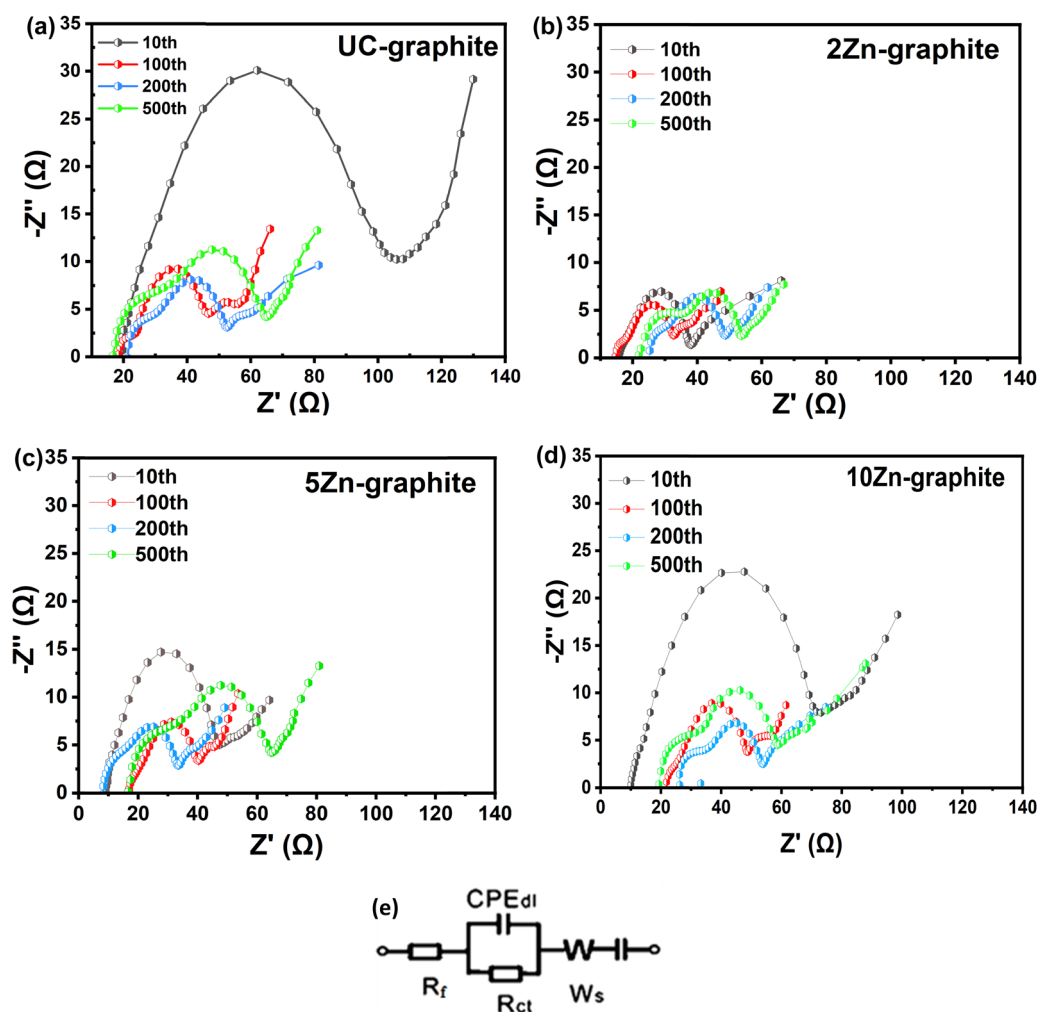 (a)
UC-graphite
10th
100th
200th
500th
35
30
25
20
15
10
5
0
20 40 60 80 100 120 140
-Z" (Ω)
Z' (Ω)
(b)
2Zn-graphite
10th
100th
200th
500th
35
30
25
20
15
10
5
0
20 40 60 80 100 120 140
Z' (Ω)
(c)
5Zn-graphite
10th
100th
200th
500th
35
30
25
20
15
10
5
0
0 20 40 60 80 100 120 140
-Z'' (Ω)
Z' (Ω)
(d)
10Zn-graphite
10th
100th
200th
500th
35
30
25
20
15
10
5
0
0 20 40 60 80 100 120 140
-Z'' (Ω)
Z' (Ω)
(e)
CPEdl
Rf
Rct
Ws